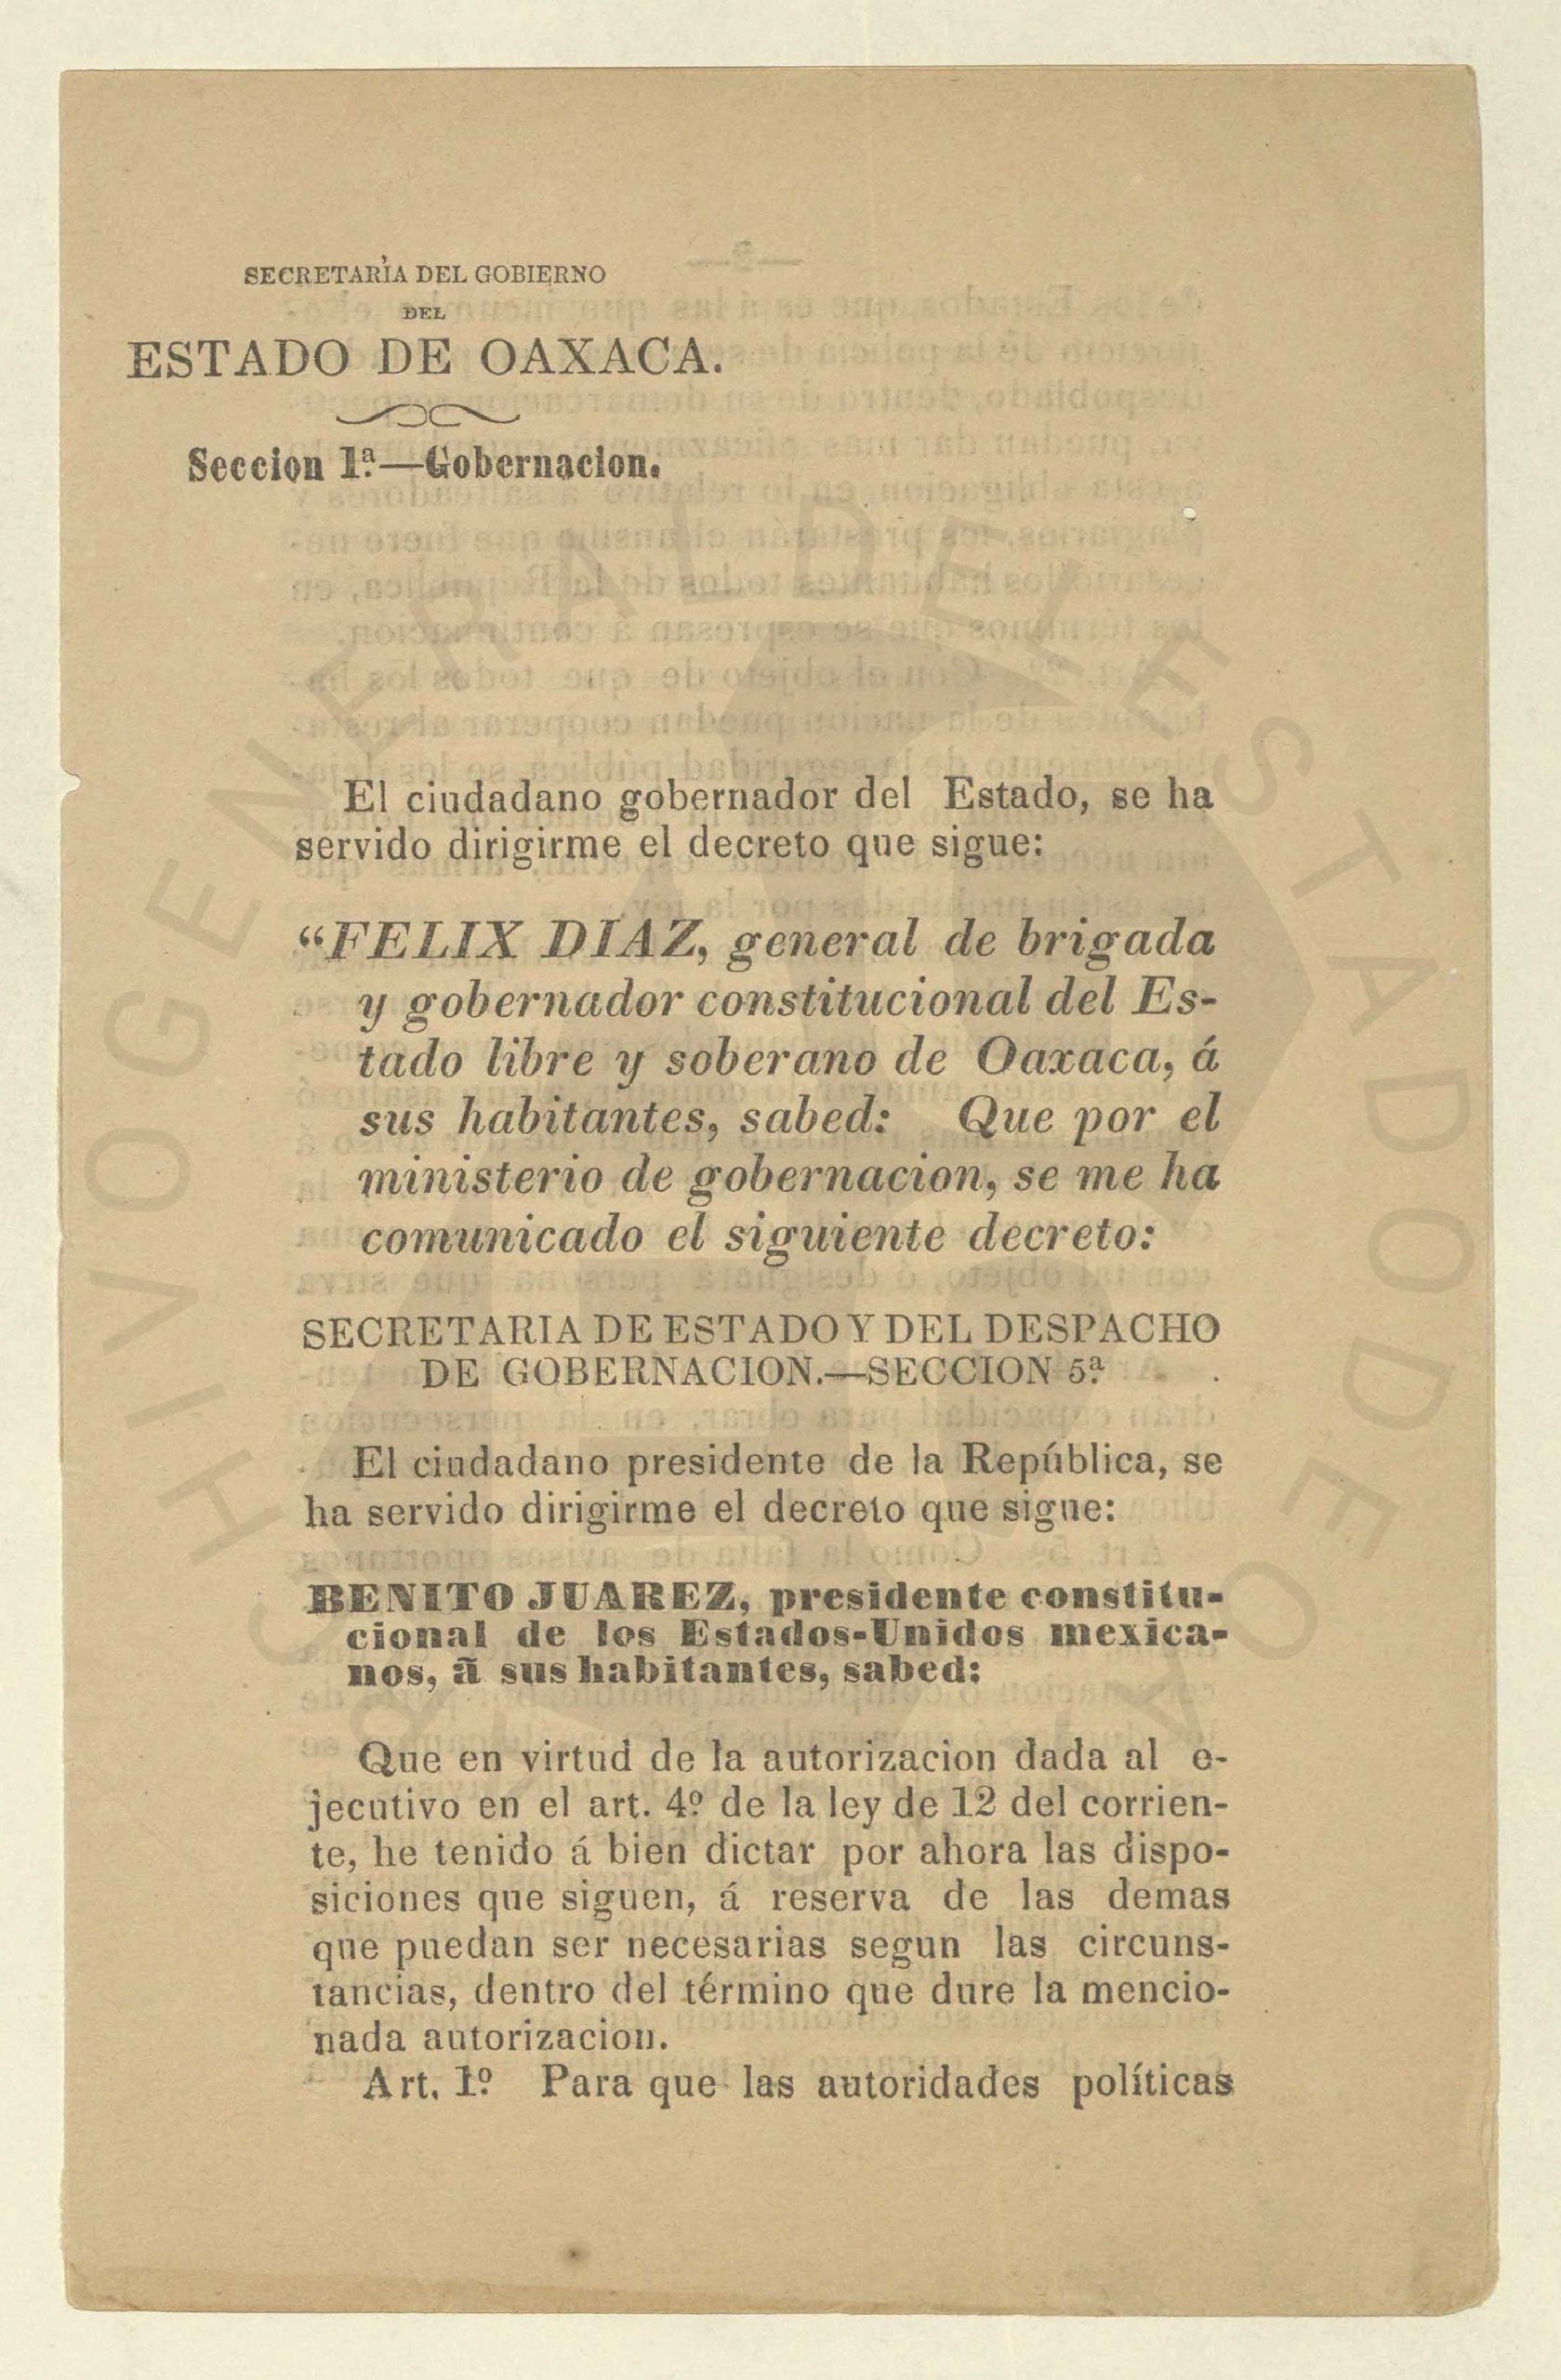 SECRETARÍA DEL GOBIERNO
DEL
ESTADO DE OAXACA.
Seccion 1ª.—Gobernacion.
El ciudadano gobernador del Estado, se ha
servido dirigirme el decreto que sigue:
“FELIX DIAZ, general de brigada
y gobernador constitucional del Es-
tado libre y soberano de Oaxaca, á
sus habitantes, sabed: Que por el
ministerio de gobernacion, se me ha
comunicado el siguiente decreto:
SECRETARIA DE ESTADO Y DEL DESPACHO
DE GOBERNACION.—SECCION 5ª.
El ciudadano presidente de la República, se
ha servido dirigirme el decreto que sigue:
BENITO JUAREZ, presidente constitu-
cional de los Estados-Unidos mexica-
nos, ā sus habitantes, sabed:
Que en virtud de la autorizacion dada al e-
jecutivo en el art. 4º. de la ley de 12 del corrien-
te, he tenido á bien dictar por ahora las dispo-
siciones que siguen, á reserva de las demas
que puedan ser necesarias segun las circuns-
tancias, dentro del término que dure la mencio-
nada autorizacion.
Art. 1º. Para que las autoridades políticas
ARCHIVO GENERAL DEL ESTADO DE OAXACA